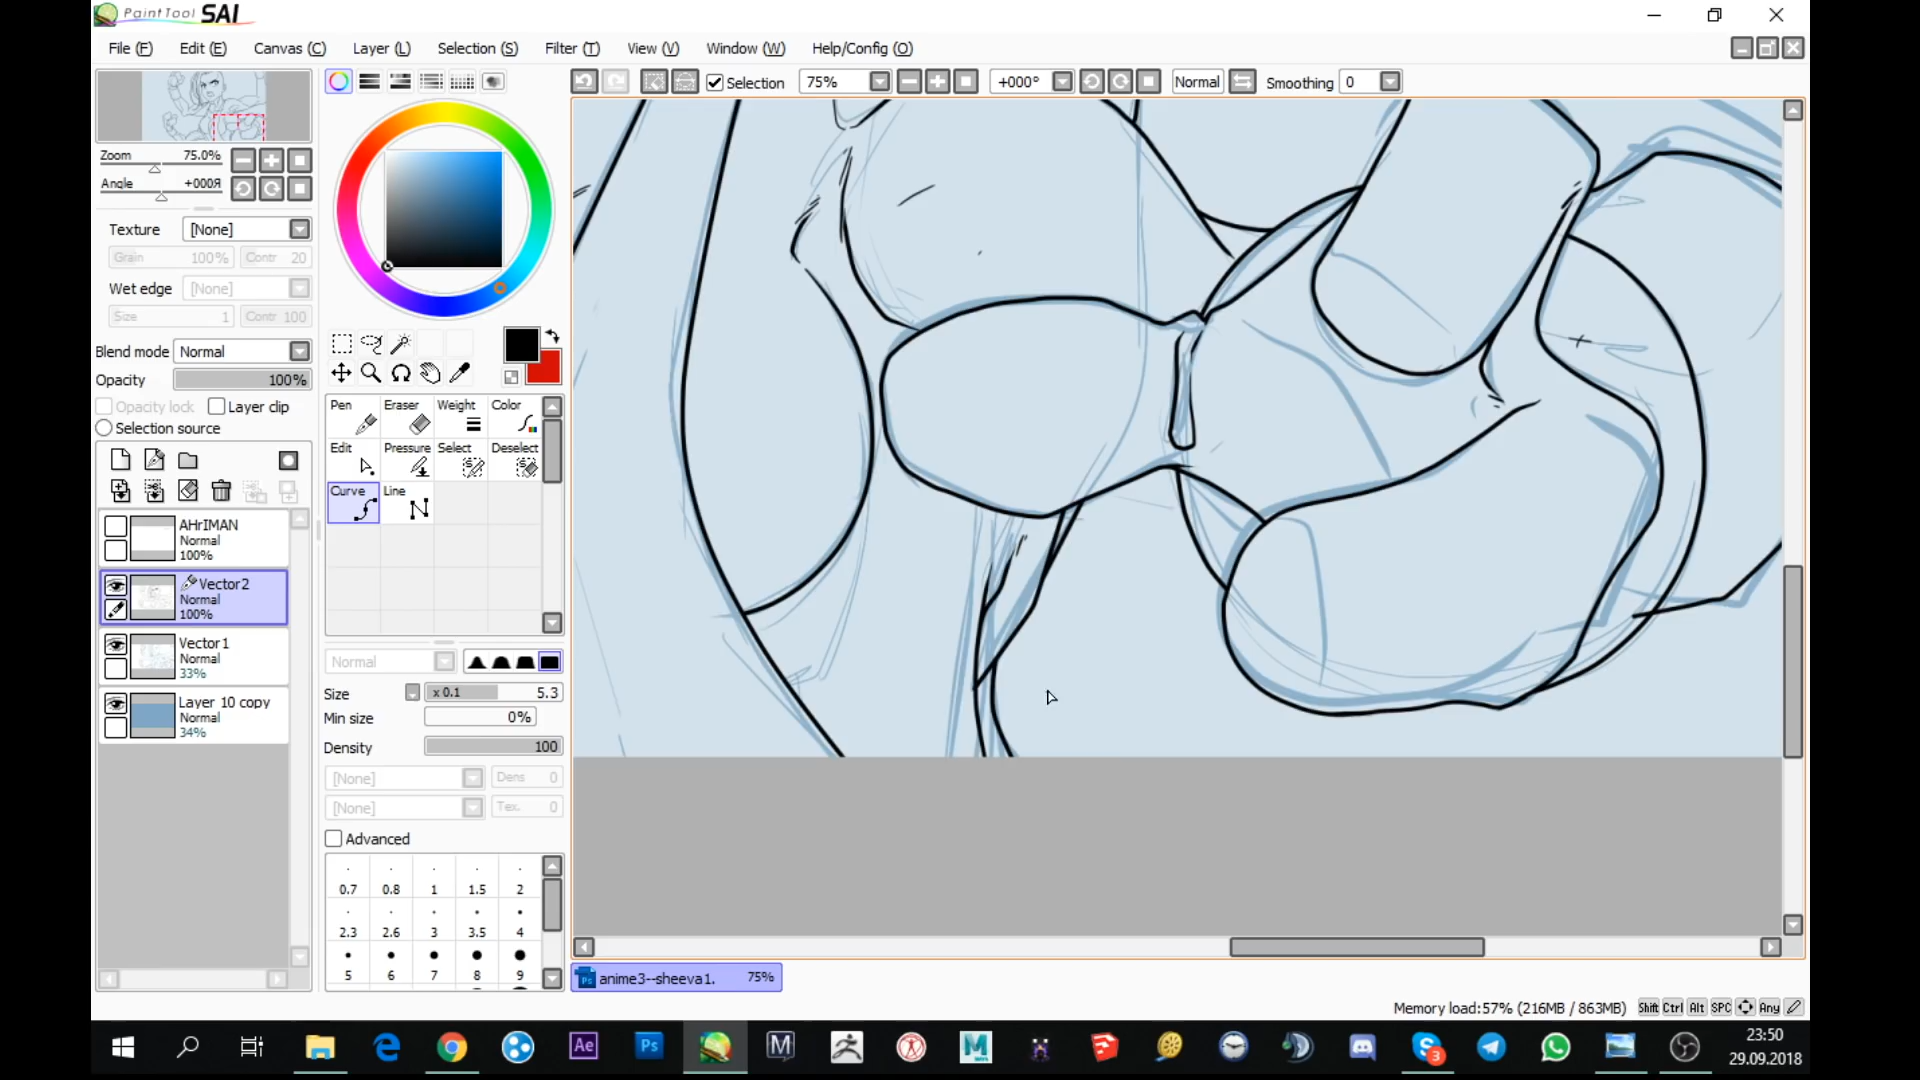 PaintTool SAI
File (F) Edit (E) Canvas (C) Layer (L) Selection (S) Filter (T) View (V) Window (W) Help/Config (O)
Selection 75% +000° Normal Smoothing 0
Zoom 75.0%
Angle +000Я
Texture [None]
Grain 100% Contr 20
Wet edge [None]
Size 1 Contr 100
Blend mode Normal
Opacity 100%
Opacity lock Layer clip
Selection source
AHrIMAN
Normal
100%
Vector2
Normal
100%
Vector1
Normal
33%
Layer 10 copy
Normal
34%
Pen Eraser Weight Color
Edit Pressure Select Deselect
Curve Line
Normal
Size x 0.1 5.3
Min size 0%
Density 100
[None] Dens 0
[None] Tex. 0
Advanced
0.7 0.8 1 1.5 2
2.3 2.6 3 3.5 4
5 6 7 8 9
Ps anime3--sheeva1. 75%
Memory load:57% (216MB / 863MB) Shift Ctrl Alt SPC Any
Ae Ps M M S 3
23:50
29.09.2018